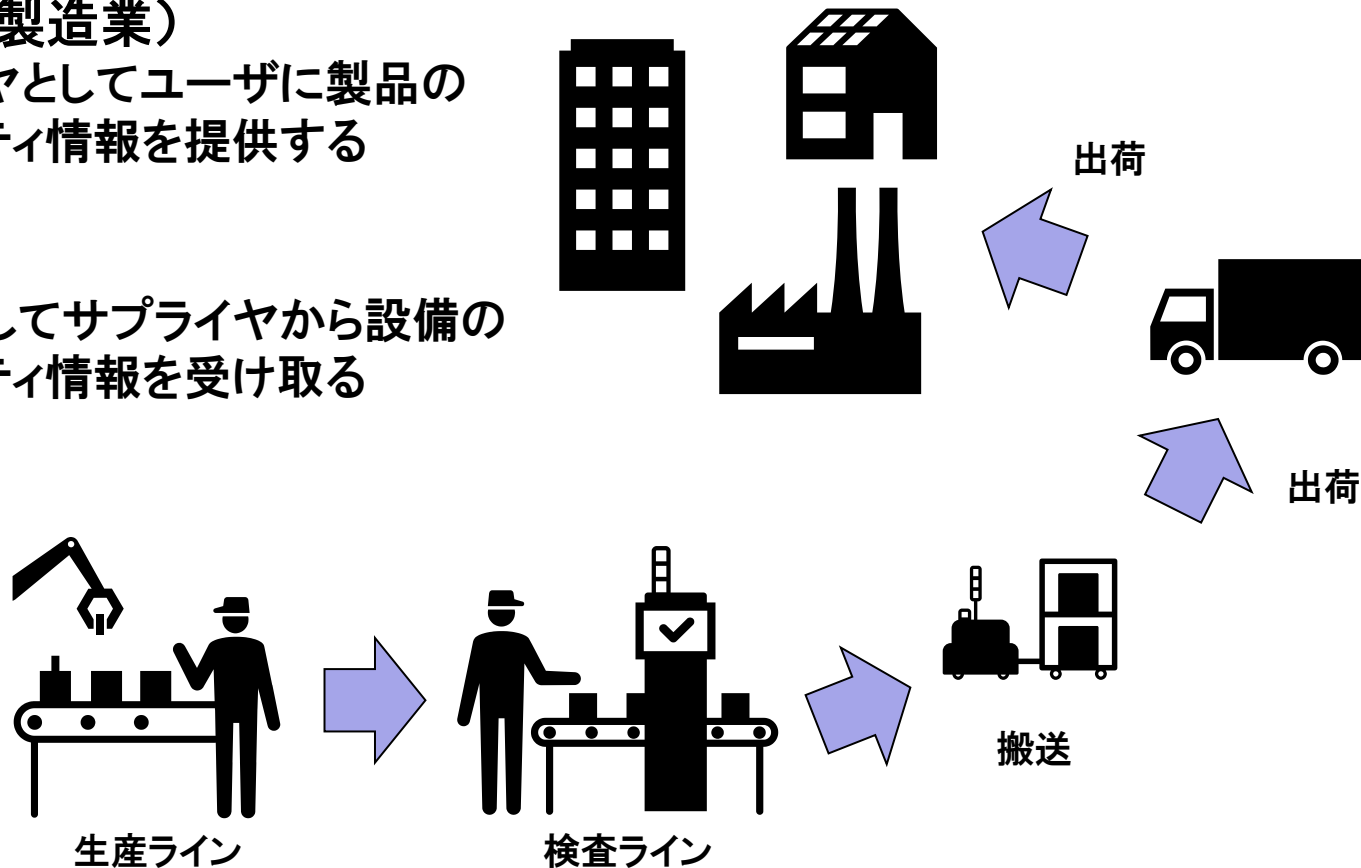 製造業）
ヤとしてユーザに製品の
ティ情報を提供する
出荷
してサプライヤから設備の
ティ情報を受け取る
出荷
搬送
生産ライン
検査ライン